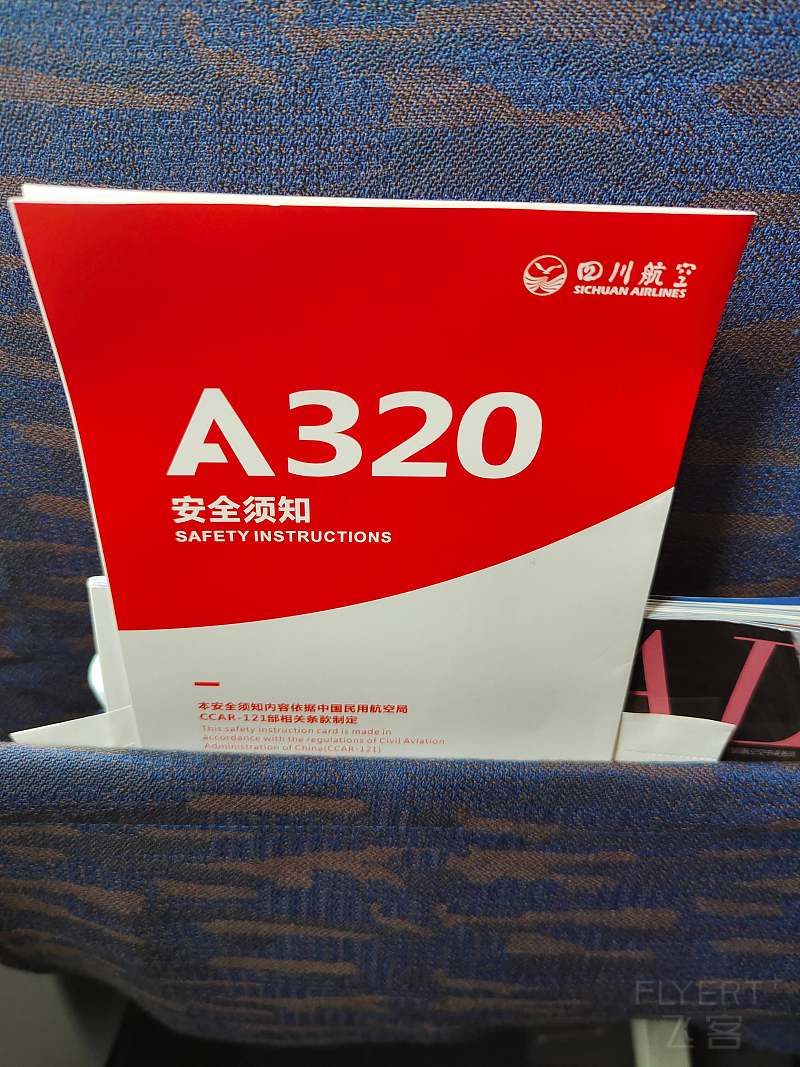 四川航空
SICHUAN AIRLINES
A320
安全须知
SAFETY INSTRUCTIONS
本安全须知内容依据中国民用航空局
CCAR-121部相关条款制定
This safety instruction card is made in
accordance with the regulations of Civil Aviation
Administration of China(CCAR-121)
FLYERT
飞客